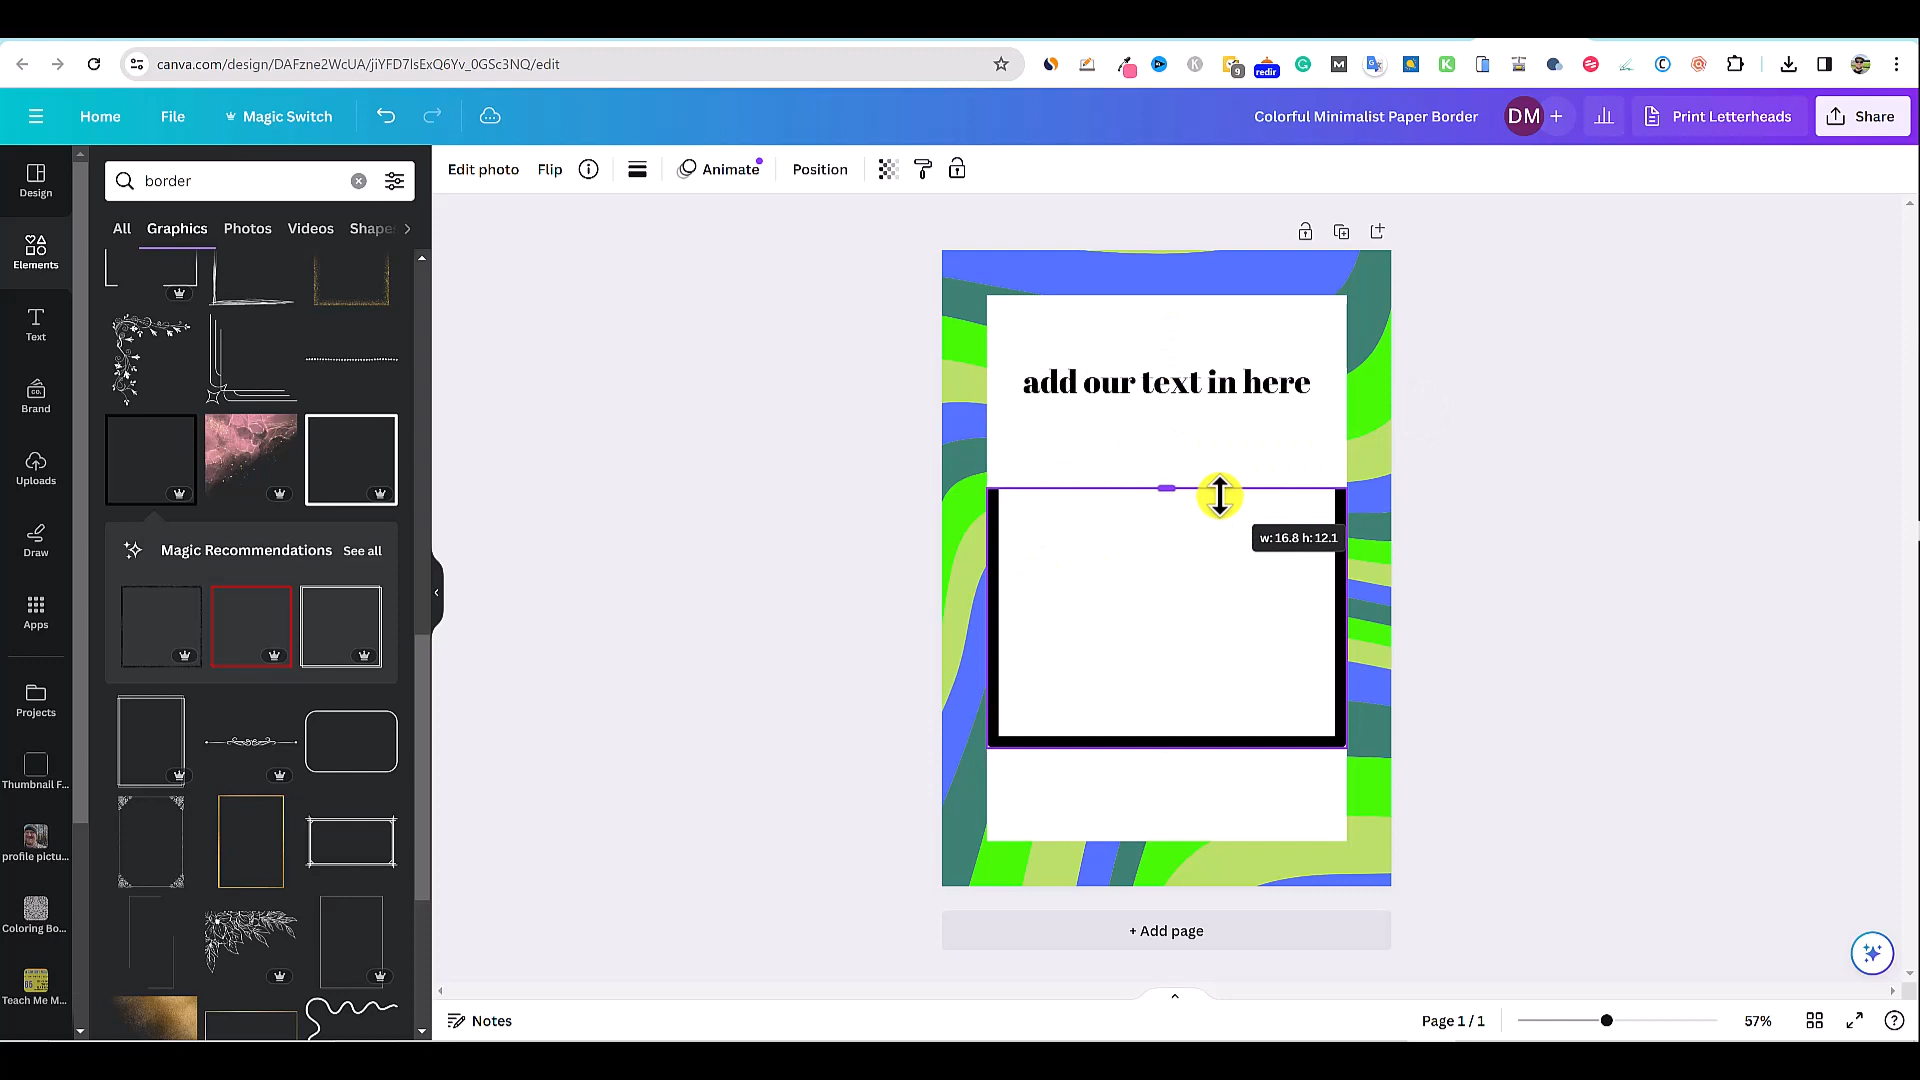 canva.com/design/DAFzne2WcUA/jiYFD7lsExQ6Yv_0GSc3NQ/edit
9
redir
Home
File
Magic Switch
Colorful Minimalist Paper Border
DM
Print Letterheads
Share
Design
Elements
Text
Brand
Uploads
Draw
Apps
Projects
Thumbnail F...
profile pictu...
Coloring Bo...
Teach Me M...
border
All
Graphics
Photos
Videos
Shape
Magic Recommendations
See all
Edit photo
Flip
Animate
Position
add our text in here
w: 16.8 h: 12.1
+ Add page
Notes
Page 1 / 1
57%